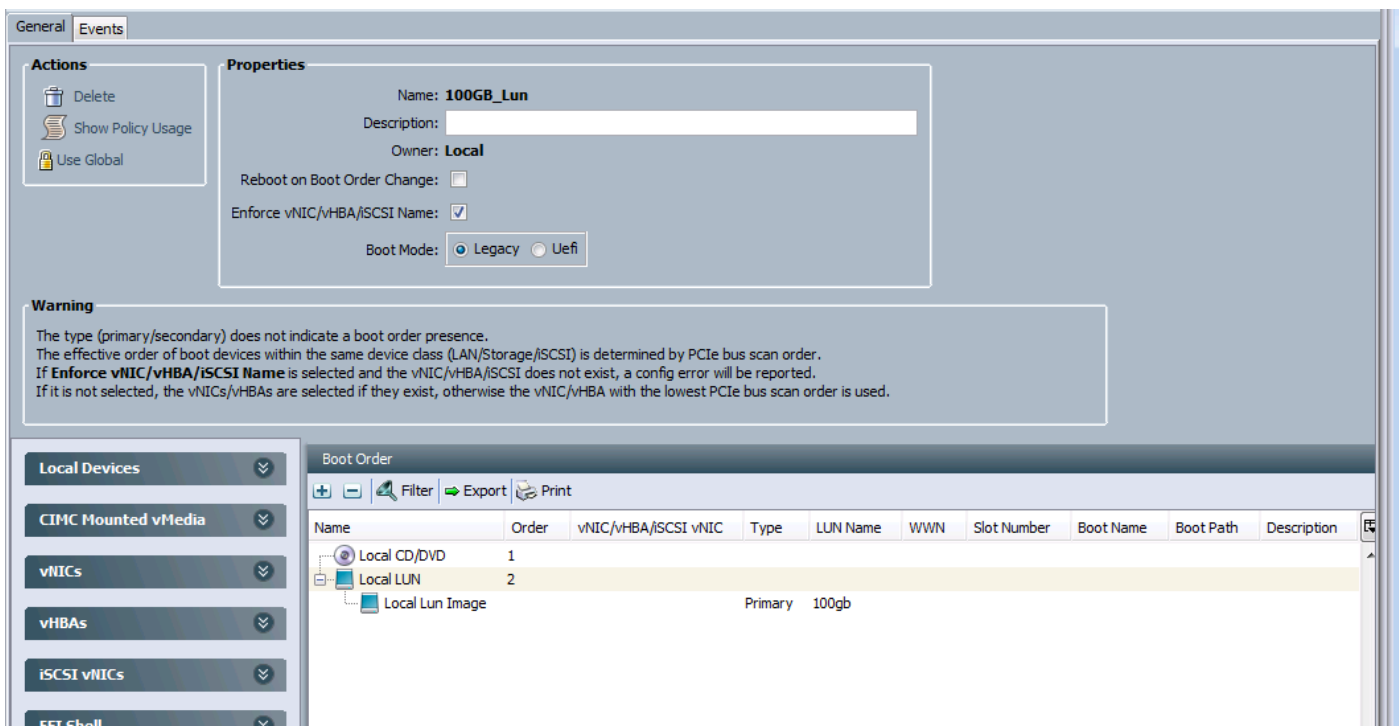 General Events
Actions
Delete
Show Policy Usage
Use Global
Properties
Name: 100GB_Lun
Description:
Owner: Local
Reboot on Boot Order Change:
Enforce vNIC/vHBA/iSCSI Name:
Boot Mode: Legacy Uefi
Warning
The type (primary/secondary) does not indicate a boot order presence.
The effective order of boot devices within the same device class (LAN/Storage/iSCSI) is determined by PCIe bus scan order.
If Enforce vNIC/vHBA/iSCSI Name is selected and the vNIC/vHBA/iSCSI does not exist, a config error will be reported.
If it is not selected, the vNICs/vHBAs are selected if they exist, otherwise the vNIC/vHBA with the lowest PCIe bus scan order is used.
Local Devices
CIMC Mounted vMedia
vNICs
vHBAs
iSCSI vNICs
EFI Shell
Boot Order
Filter Export Print
Name Order vNIC/vHBA/iSCSI vNIC Type LUN Name WWN Slot Number Boot Name Boot Path Description
Local CD/DVD 1
Local LUN 2
Local Lun Image Primary 100gb